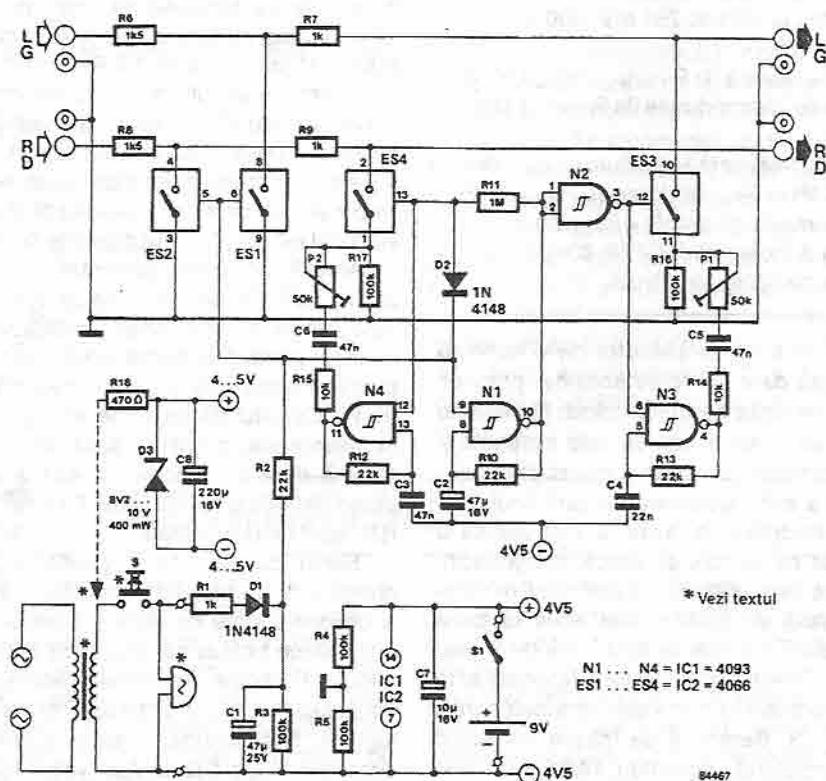 R6
1k5
R7
1k
L
G
L
G
R8
1k5
R9
1k
R
D
R
D
4
8
2
ES4
10
N2
ES3
5
6
13
R11
1M
1
2
3
12
3
9
1
11
ES2
ES1
D2
1N
4148
P2
50k
R17
100k
R16
100k
P1
50k
C6
47n
C5
47n
R15
10k
N4
N1
N3
R14
10k
12
13
11
9
8
10
6
5
4
R18
470 Ω
4...5V
D3
8V2...
10 V
400 mW
C8
220µ
16V
4...5V
R2
22k
R12
22k
R10
22k
R13
22k
C3
47n
C2
47µ
16V
C4
22n
4V5
* S
*
*
R1
1k
D1
1N4148
* Vezi textul
C1
47µ
25V
R3
100k
R4
100k
R5
100k
14
IC1
IC2
7
C7
10µ
16V
S1
9V
4V5
4V5
N1 ... N4 = IC1 = 4093
ES1 ... ES4 = IC2 = 4066
84467